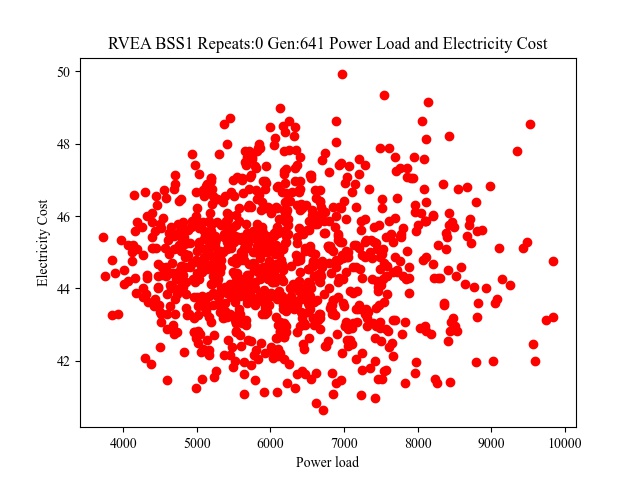 RVEA BSS1 Repeats:0 Gen:641 Power Load and Electricity Cost
50
48
46
44
42
Electricity Cost
4000 5000 6000 7000 8000 9000 10000
Power load